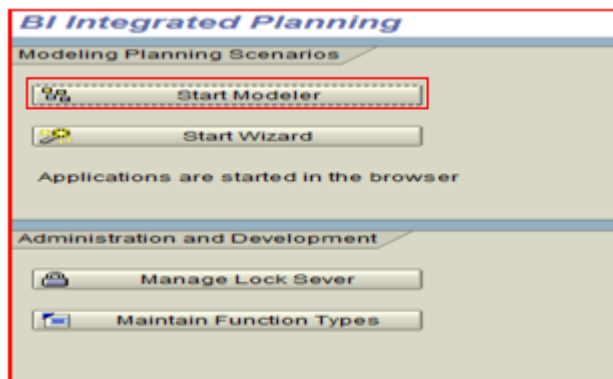 BI Integrated Planning
Modeling Planning Scenarios
Start Modeler
Start Wizard
Applications are started in the browser
Administration and Development
Manage Lock Sever
Maintain Function Types